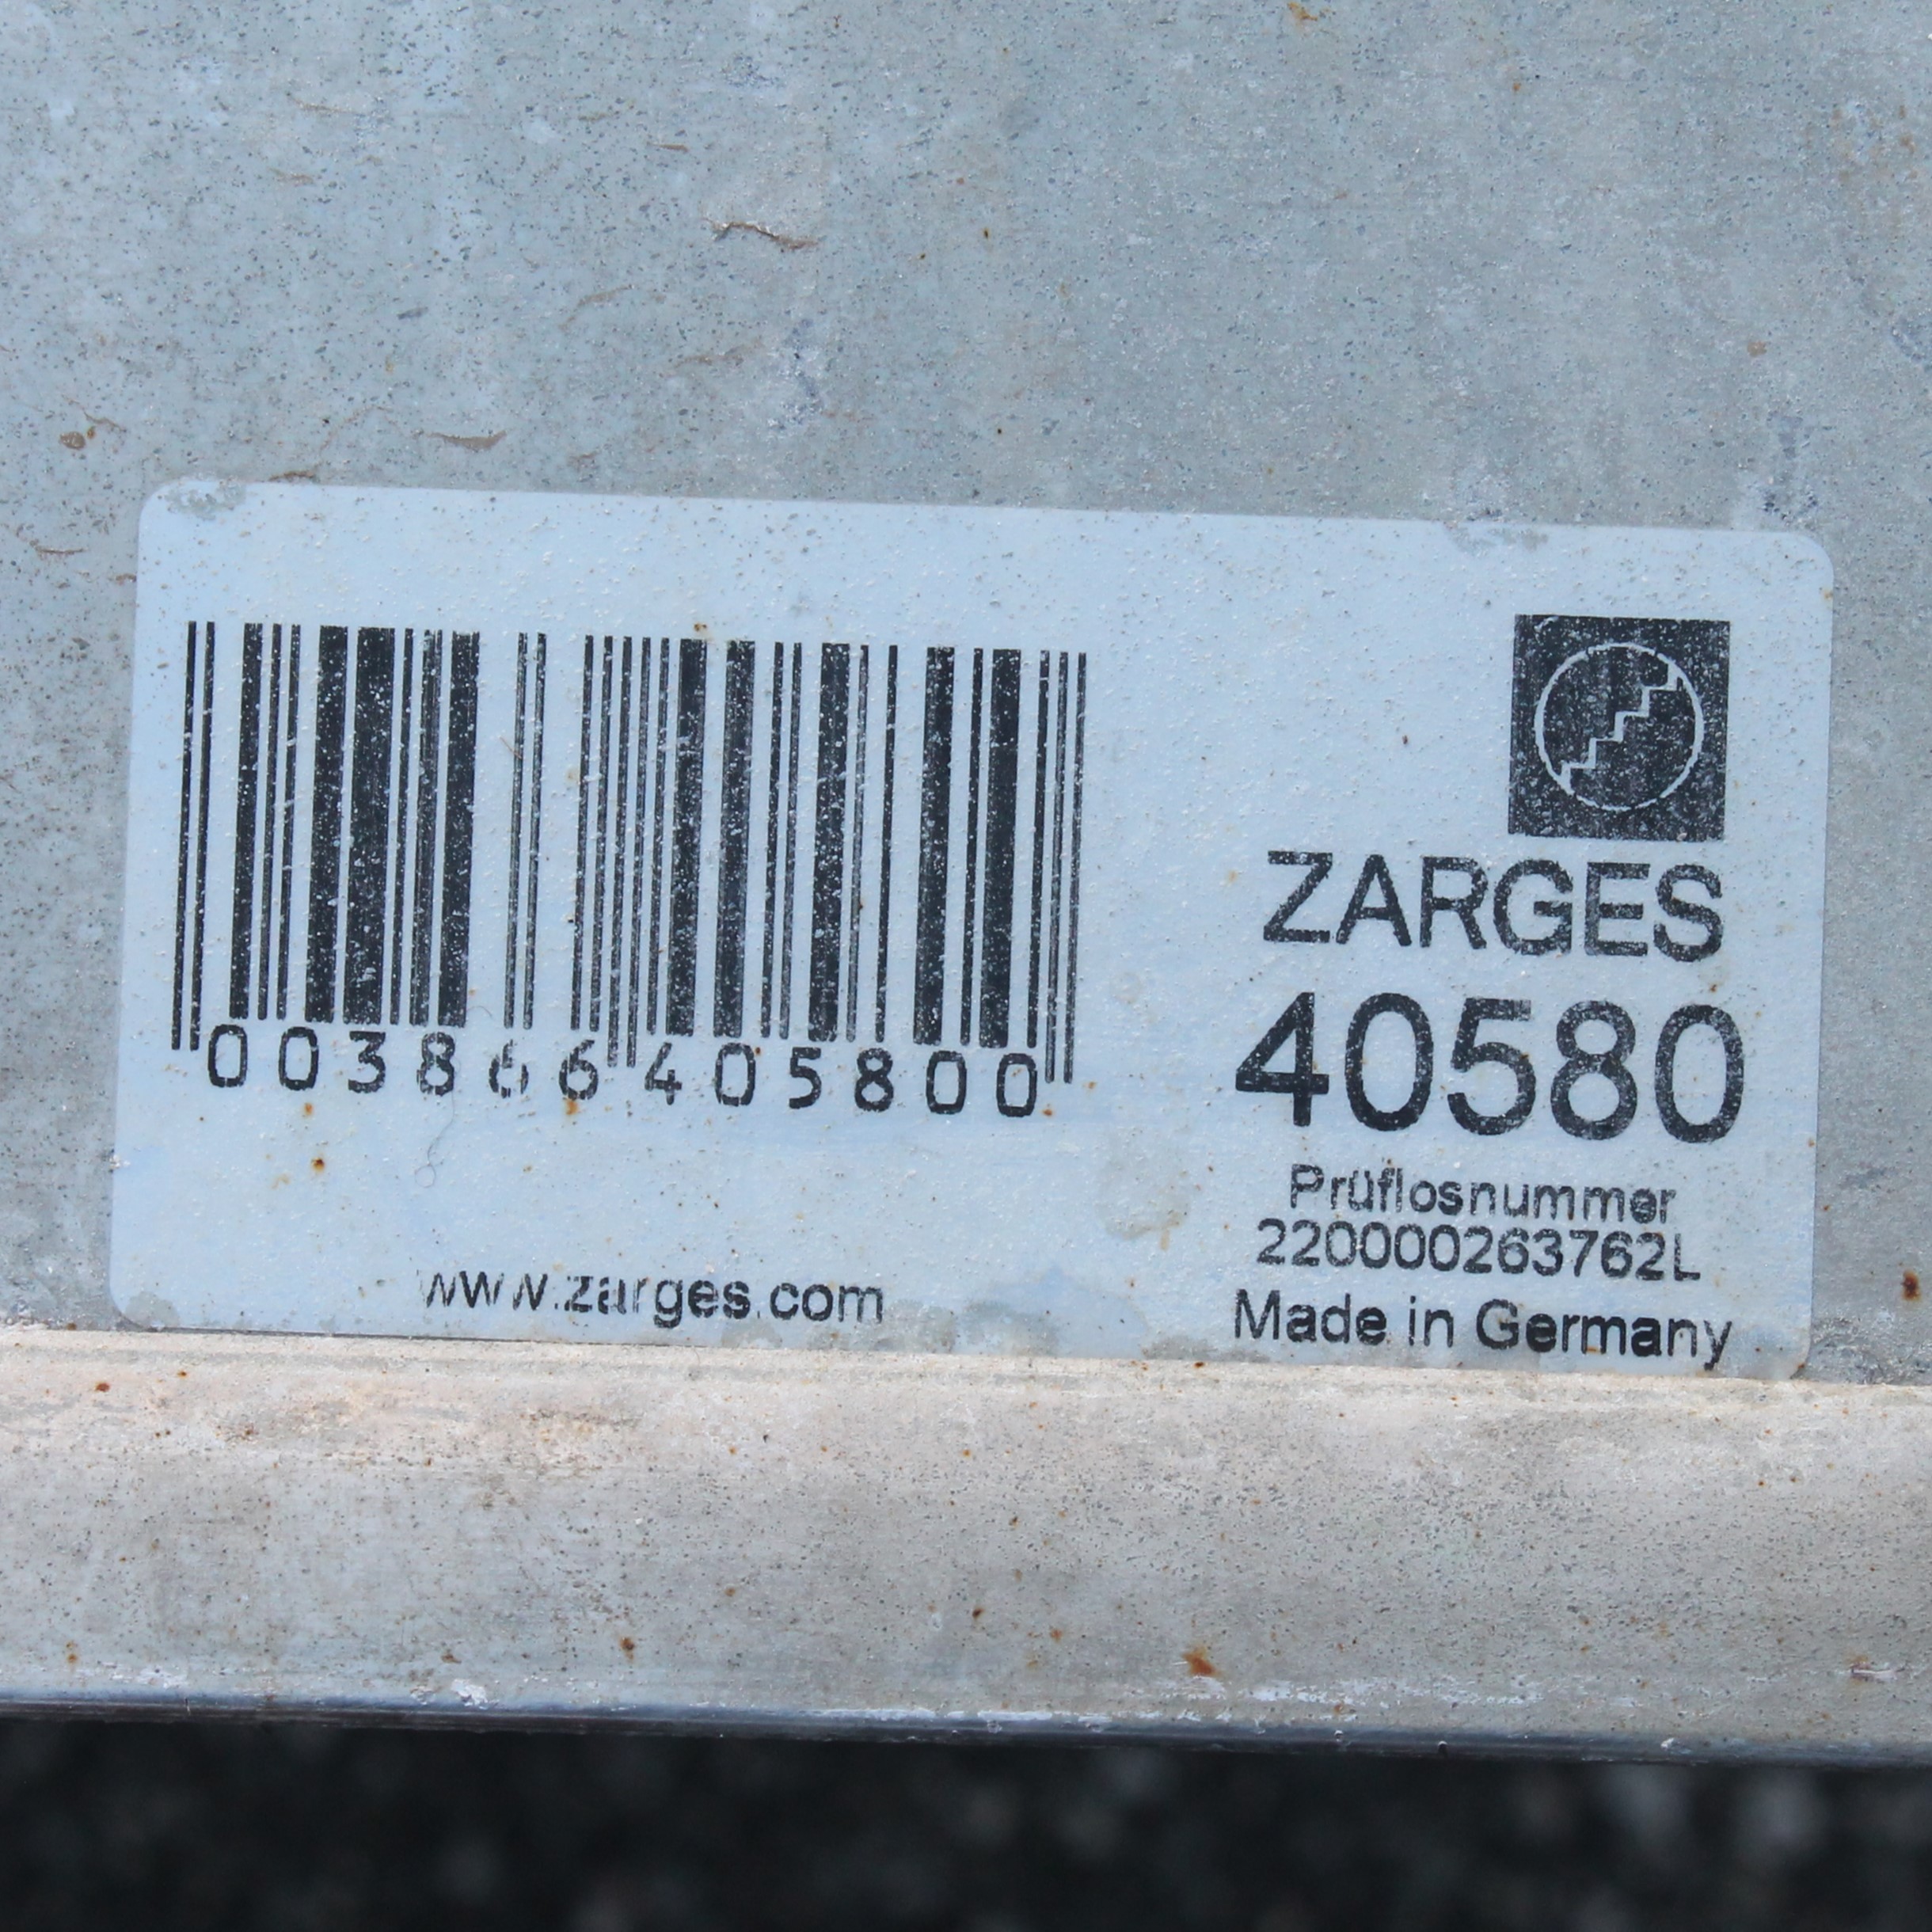 003866405800
ZARGES
40580
Prüflosnummer
220000263762L
Made in Germany
www.zarges.com